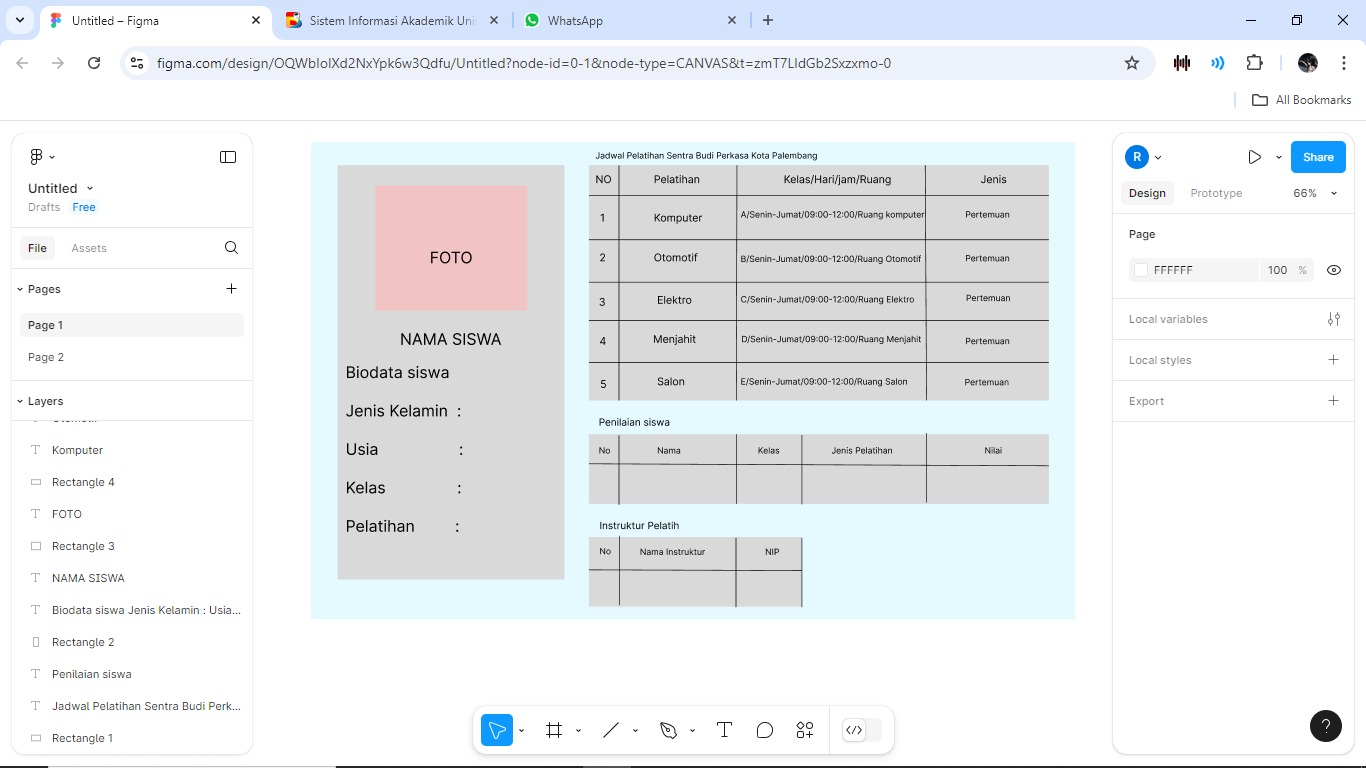 Untitled – Figma
Sistem Informasi Akademik Uni
WhatsApp
figma.com/design/OQWbIolXd2NxYpk6w3Qdfu/Untitled?node-id=0-1&node-type=CANVAS&t=zmT7LIdGb2Sxzxmo-0
All Bookmarks
Untitled
Drafts Free
File Assets
Pages
Page 1
Page 2
Layers
Komputer
Rectangle 4
FOTO
Rectangle 3
NAMA SISWA
Biodata siswa Jenis Kelamin : Usia...
Rectangle 2
Penilaian siswa
Jadwal Pelatihan Sentra Budi Perk...
Rectangle 1
FOTO
NAMA SISWA
Biodata siswa
Jenis Kelamin :
Usia :
Kelas :
Pelatihan :
Jadwal Pelatihan Sentra Budi Perkasa Kota Palembang
NO Pelatihan Kelas/Hari/jam/Ruang Jenis
1 Komputer A/Senin-Jumat/09:00-12:00/Ruang komputer Pertemuan
2 Otomotif B/Senin-Jumat/09:00-12:00/Ruang Otomotif Pertemuan
3 Elektro C/Senin-Jumat/09:00-12:00/Ruang Elektro Pertemuan
4 Menjahit D/Senin-Jumat/09:00-12:00/Ruang Menjahit Pertemuan
5 Salon E/Senin-Jumat/09:00-12:00/Ruang Salon Pertemuan
Penilaian siswa
No Nama Kelas Jenis Pelatihan Nilai
Instruktur Pelatih
No Nama Instruktur NIP
R Share
Design Prototype 66%
Page
FFFFFF 100 %
Local variables
Local styles
Export
?